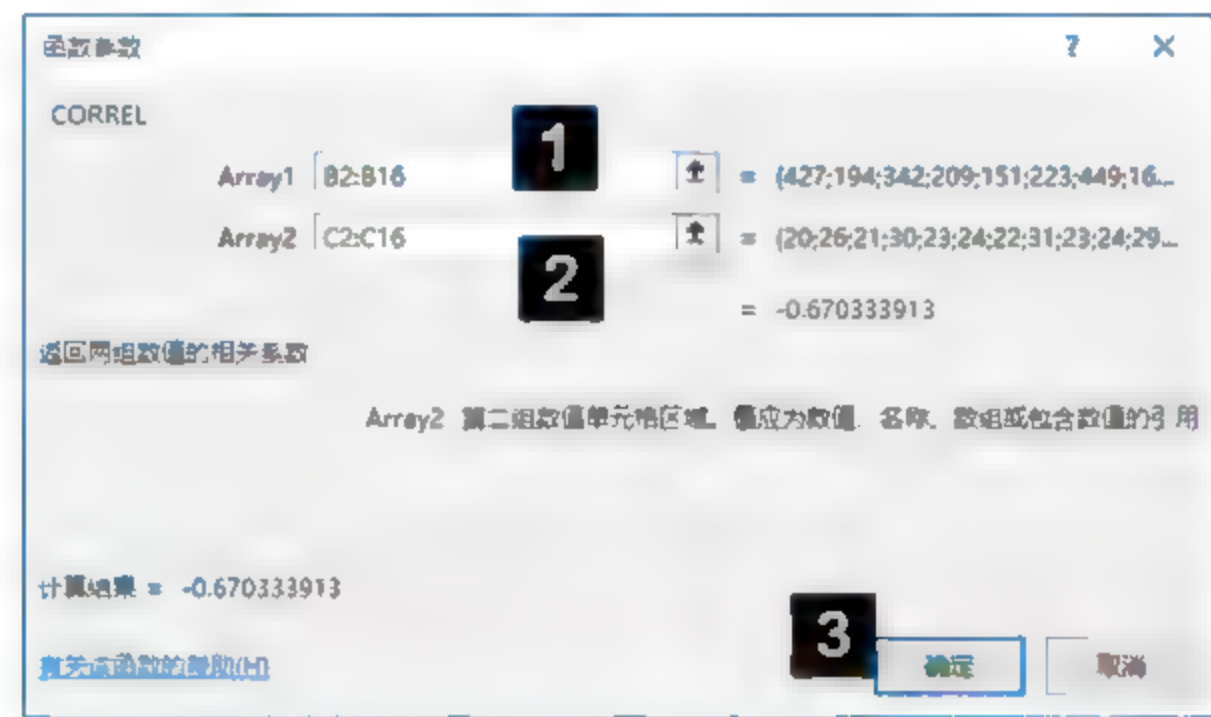 函数参数 ? ×
CORREL
1
Array1 B2:B16 = {427;194;342;209;151;223;449;16...
Array2 C2:C16 = {20;26;21;30;23;24;22;31;23;24;29...
2
= -0.670333913
返回两组数值的相关系数
Array2 第二组数值单元格区域。值应为数值、名称、数组或包含数值的引用
计算结果 = -0.670333913
3
有关该函数的帮助(H) 确定 取消